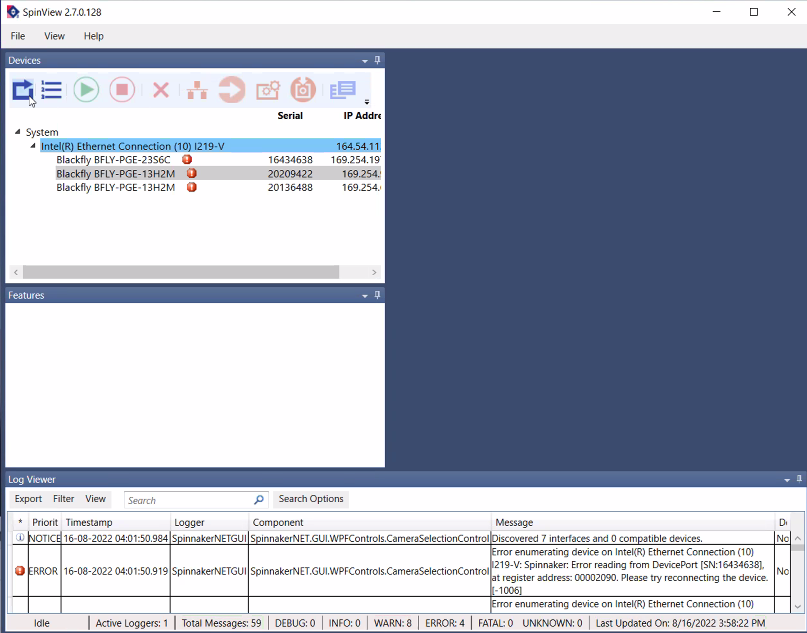 SpinView 2.7.0.128
File View Help
Devices
Serial IP Addre
System
Intel(R) Ethernet Connection (10) I219-V 164.54.11
Blackfly BFLY-PGE-23S6C 16434638 169.254.19
Blackfly BFLY-PGE-13H2M 20209422 169.254.
Blackfly BFLY-PGE-13H2M 20136488 169.254.
Features
Log Viewer
Export Filter View Search Search Options
* Priorit Timestamp Logger Component Message
NOTICE 16-08-2022 04:01:50.984 SpinnakerNETGUI SpinnakerNET.GUI.WPFControls.CameraSelectionControl Discovered 7 interfaces and 0 compatible devices. No
Error enumerating device on Intel(R) Ethernet Connection (10)
ERROR 16-08-2022 04:01:50.919 SpinnakerNETGUI SpinnakerNET.GUI.WPFControls.CameraSelectionControl I219-V: Spinnaker: Error reading from DevicePort [SN:16434638], No
at register address: 00002090. Please try reconnecting the device.
[-1006]
Error enumerating device on Intel(R) Ethernet Connection (10)
Idle Active Loggers: 1 Total Messages: 59 DEBUG: 0 INFO: 0 WARN: 8 ERROR: 4 FATAL: 0 UNKNOWN: 0 Last Updated On: 8/16/2022 3:58:22 PM